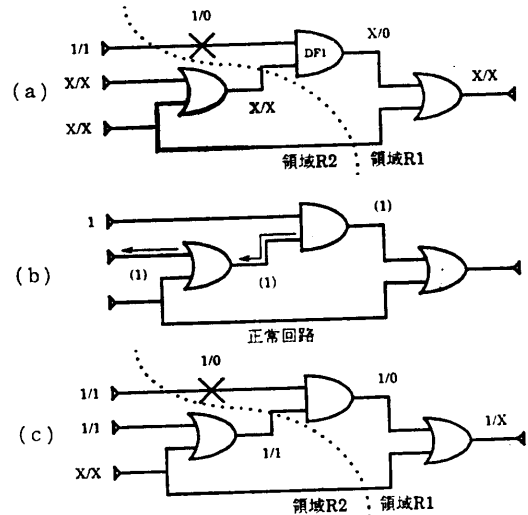 1/0
1/1
DF1
X/0
X/X
X/X
(a)
X/X
X/X
領域R2
領域R1
1
(1)
(b)
(1)
(1)
正常回路
1/0
1/1
1/0
1/1
1/X
(c)
1/1
X/X
領域R2
領域R1